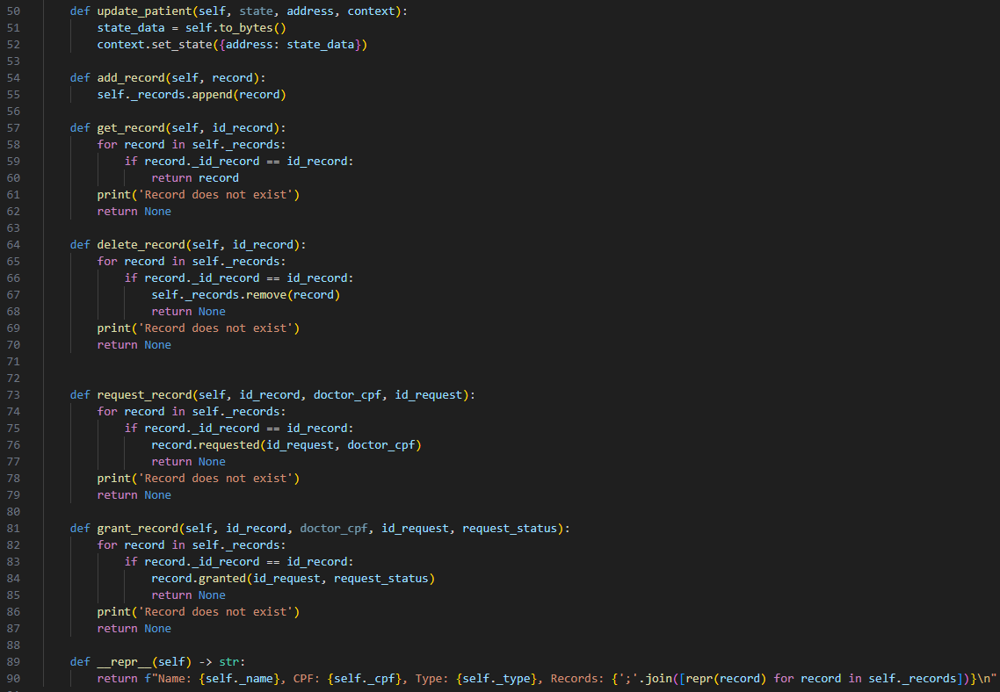 50 def update_patient(self, state, address, context):
51 state_data = self.to_bytes()
52 context.set_state({address: state_data})
53
54 def add_record(self, record):
55 self._records.append(record)
56
57 def get_record(self, id_record):
58 for record in self._records:
59 if record._id_record == id_record:
60 return record
61 print('Record does not exist')
62 return None
63
64 def delete_record(self, id_record):
65 for record in self._records:
66 if record._id_record == id_record:
67 self._records.remove(record)
68 return None
69 print('Record does not exist')
70 return None
71
72
73 def request_record(self, id_record, doctor_cpf, id_request):
74 for record in self._records:
75 if record._id_record == id_record:
76 record.requested(id_request, doctor_cpf)
77 return None
78 print('Record does not exist')
79 return None
80
81 def grant_record(self, id_record, doctor_cpf, id_request, request_status):
82 for record in self._records:
83 if record._id_record == id_record:
84 record.granted(id_request, request_status)
85 return None
86 print('Record does not exist')
87 return None
88
89 def __repr__(self) -> str:
90 return f"Name: {self._name}, CPF: {self._cpf}, Type: {self._type}, Records: {';'.join([repr(record) for record in self._records])}\n"